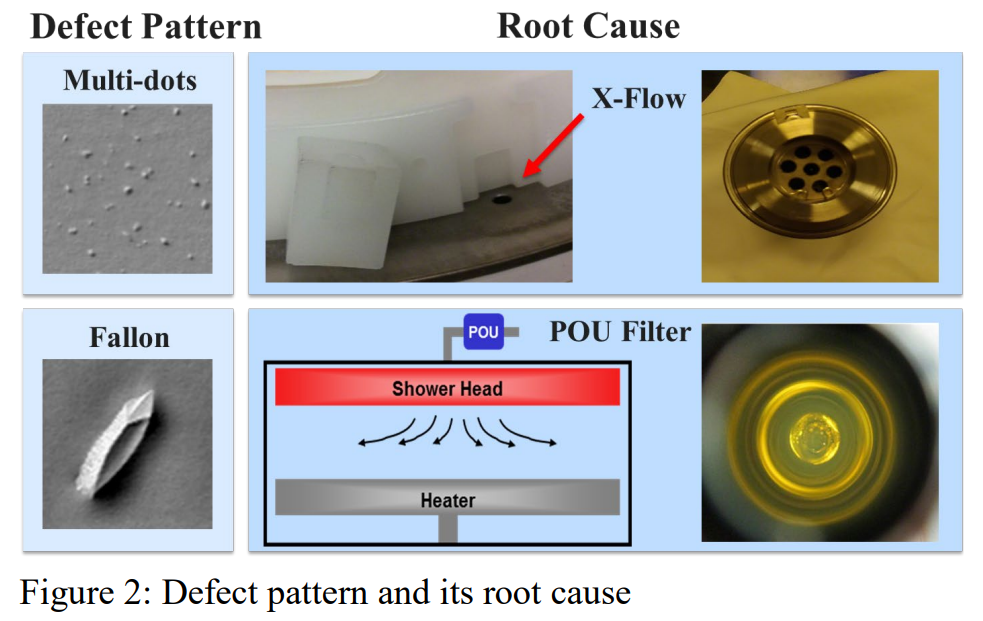 Defect Pattern
Root Cause
Multi-dots
X-Flow
Fallon
POU
POU Filter
Shower Head
Heater
Figure 2: Defect pattern and its root cause